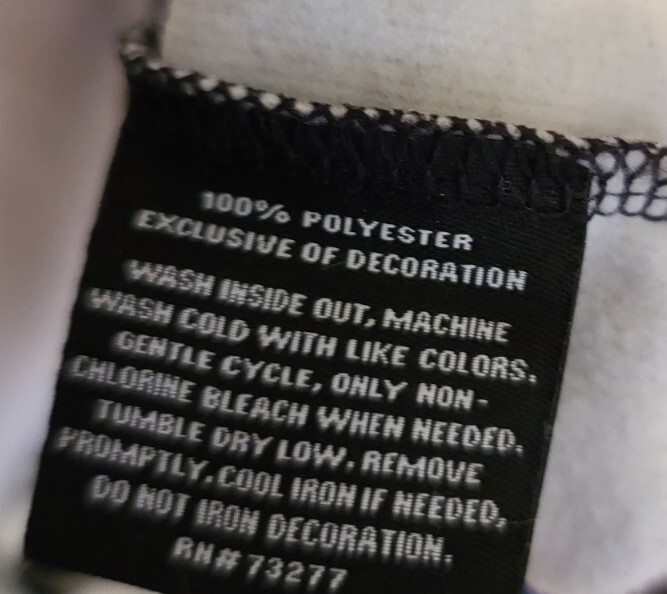 100% POLYESTER
EXCLUSIVE OF DECORATION
WASH INSIDE OUT, MACHINE
WASH COLD WITH LIKE COLORS.
GENTLE CYCLE, ONLY NON-
CHLORINE BLEACH WHEN NEEDED.
TUMBLE DRY LOW. REMOVE
PROMPTLY. COOL IRON IF NEEDED,
DO NOT IRON DECORATION.
RN# 73277